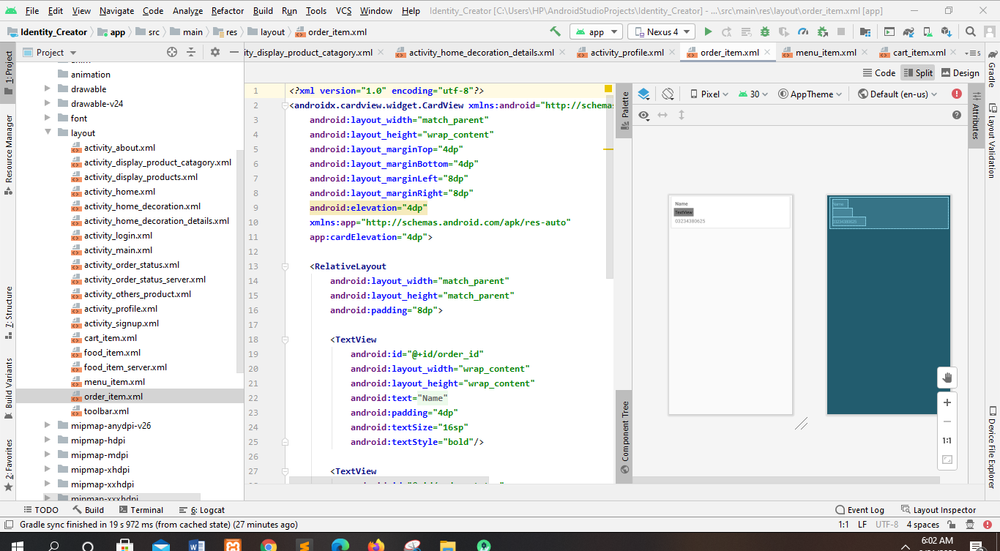 File Edit View Navigate Code Analyze Refactor Build Run Tools VCS Window Help Identity_Creator [C:\Users\HP\AndroidStudioProjects\Identity_Creator] - ...\src\main\res\layout\order_item.xml [app]
Identity_Creator app src main res layout order_item.xml app Nexus 4
Project ity_display_product_catagory.xml activity_home_decoration_details.xml activity_profile.xml order_item.xml menu_item.xml cart_item.xml
Code Split Design
1: Project
Resource Manager
7: Structure
Build Variants
2: Favorites
animation
drawable
drawable-v24
font
layout
activity_about.xml
activity_display_product_catagory.xml
activity_display_products.xml
activity_home.xml
activity_home_decoration.xml
activity_home_decoration_details.xml
activity_login.xml
activity_main.xml
activity_order_status.xml
activity_order_status_server.xml
activity_others_product.xml
activity_profile.xml
activity_signup.xml
cart_item.xml
food_item.xml
food_item_server.xml
menu_item.xml
order_item.xml
toolbar.xml
mipmap-anydpi-v26
mipmap-hdpi
mipmap-mdpi
mipmap-xhdpi
mipmap-xxhdpi
mipmap-xxxhdpi
1 <?xml version="1.0" encoding="utf-8"?>
2 <androidx.cardview.widget.CardView xmlns:android="http://schemas
3 android:layout_width="match_parent"
4 android:layout_height="wrap_content"
5 android:layout_marginTop="4dp"
6 android:layout_marginBottom="4dp"
7 android:layout_marginLeft="8dp"
8 android:layout_marginRight="8dp"
9 android:elevation="4dp"
10 xmlns:app="http://schemas.android.com/apk/res-auto"
11 app:cardElevation="4dp">
12
13 <RelativeLayout
14 android:layout_width="match_parent"
15 android:layout_height="match_parent"
16 android:padding="8dp">
17
18 <TextView
19 android:id="@+id/order_id"
20 android:layout_width="wrap_content"
21 android:layout_height="wrap_content"
22 android:text="Name"
23 android:padding="4dp"
24 android:textSize="16sp"
25 android:textStyle="bold"/>
26
27 <TextView
Palette
Component Tree
Pixel 30 AppTheme Default (en-us)
Name
TextView
03234380625
Name
03234380625
1:1
Attributes
Gradle
Layout Validation
Device File Explorer
TODO Build Terminal 6: Logcat Event Log Layout Inspector
Gradle sync finished in 19 s 972 ms (from cached state) (27 minutes ago) 1:1 LF UTF-8 4 spaces
6:02 AM